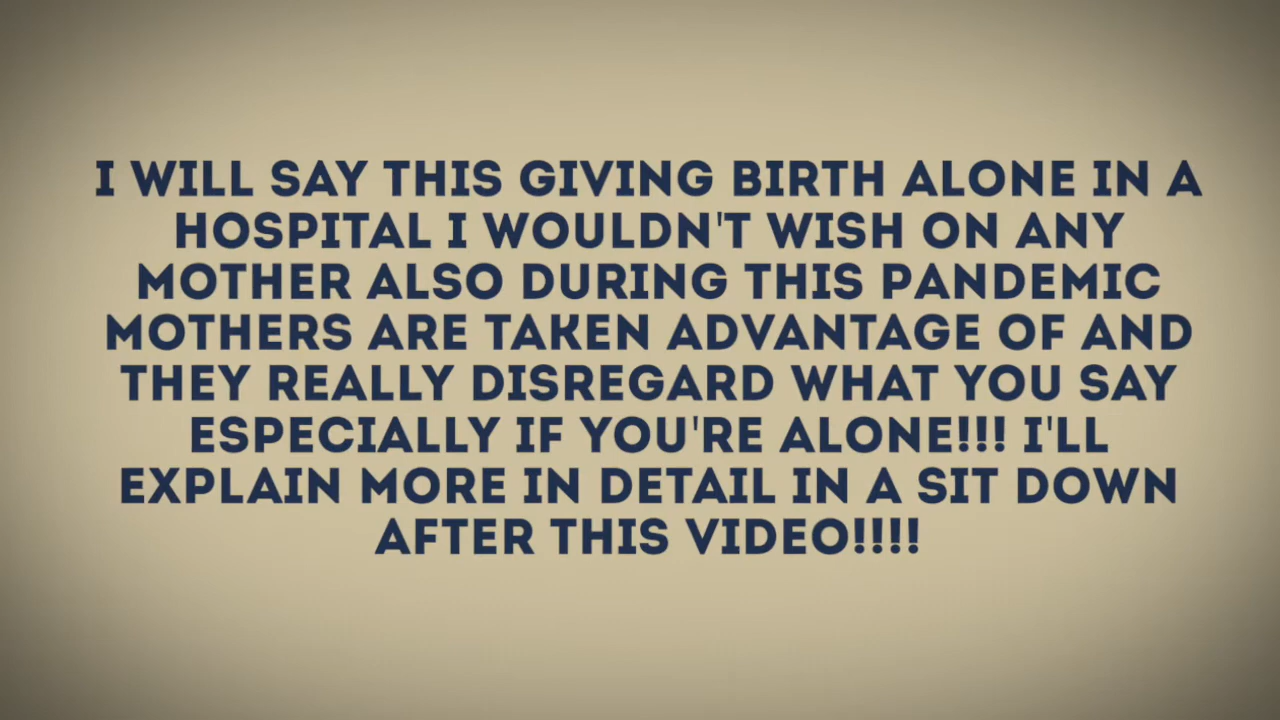 I WILL SAY THIS GIVING BIRTH ALONE IN A
HOSPITAL I WOULDN'T WISH ON ANY
MOTHER ALSO DURING THIS PANDEMIC
MOTHERS ARE TAKEN ADVANTAGE OF AND
THEY REALLY DISREGARD WHAT YOU SAY
ESPECIALLY IF YOU'RE ALONE!!! I'LL
EXPLAIN MORE IN DETAIL IN A SIT DOWN
AFTER THIS VIDEO!!!!